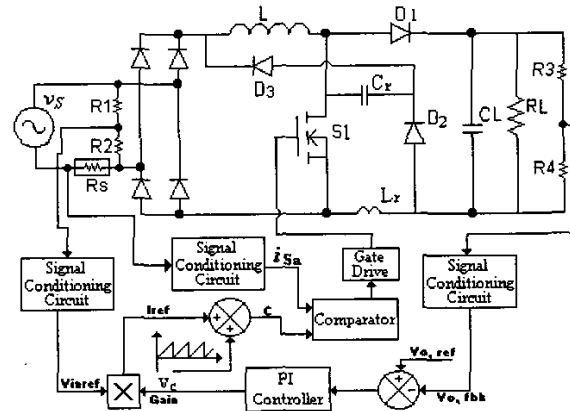 L
D1
D3
Cr
R3
vS
R1
S1
D2
CL
RL
R2
Rs
R4
Lr
Signal
Conditioning
Circuit
Signal
Conditioning
Circuit
iSa
Gate
Drive
Signal
Conditioning
Circuit
Iref
+
+
C
Comparator
Vo, ref
Vinref
X
Vc
Gain
PI
Controller
+
-
Vo, fbk